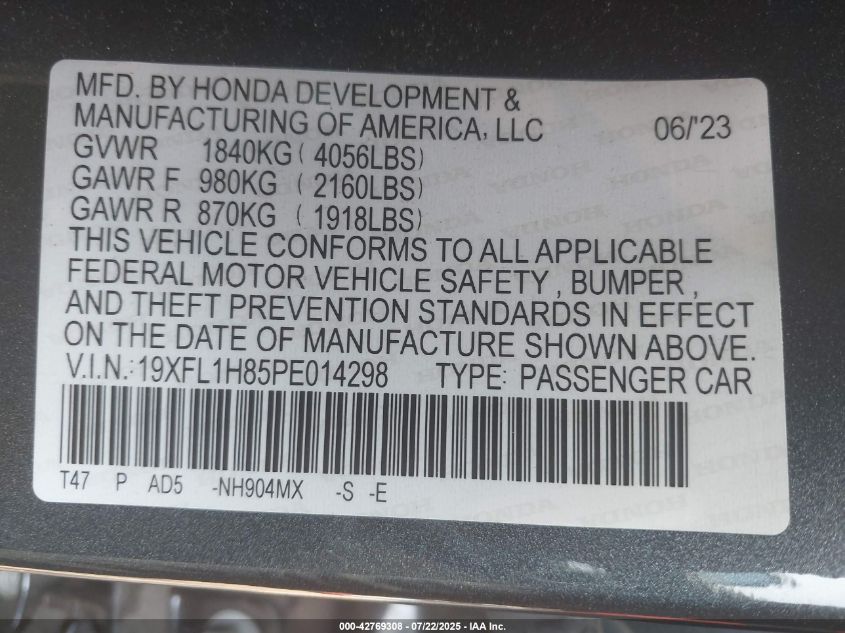 MFD. BY HONDA DEVELOPMENT &
MANUFACTURING OF AMERICA, LLC 06/'23
GVWR 1840KG ( 4056LBS)
GAWR F 980KG ( 2160LBS)
GAWR R 870KG ( 1918LBS)
THIS VEHICLE CONFORMS TO ALL APPLICABLE
FEDERAL MOTOR VEHICLE SAFETY , BUMPER ,
AND THEFT PREVENTION STANDARDS IN EFFECT
ON THE DATE OF MANUFACTURE SHOWN ABOVE.
V.I.N.:19XFL1H85PE014298 TYPE: PASSENGER CAR
T47 P AD5 -NH904MX -S -E
000-42769308 - 07/22/2025 - IAA Inc.